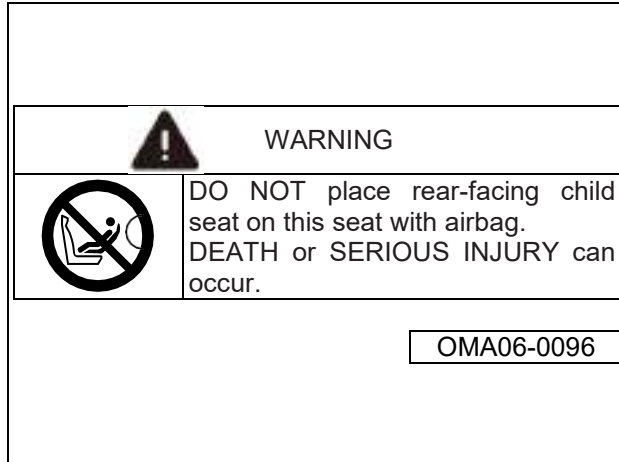 WARNING
DO NOT place rear-facing child
seat on this seat with airbag.
DEATH or SERIOUS INJURY can
occur.
OMA06-0096